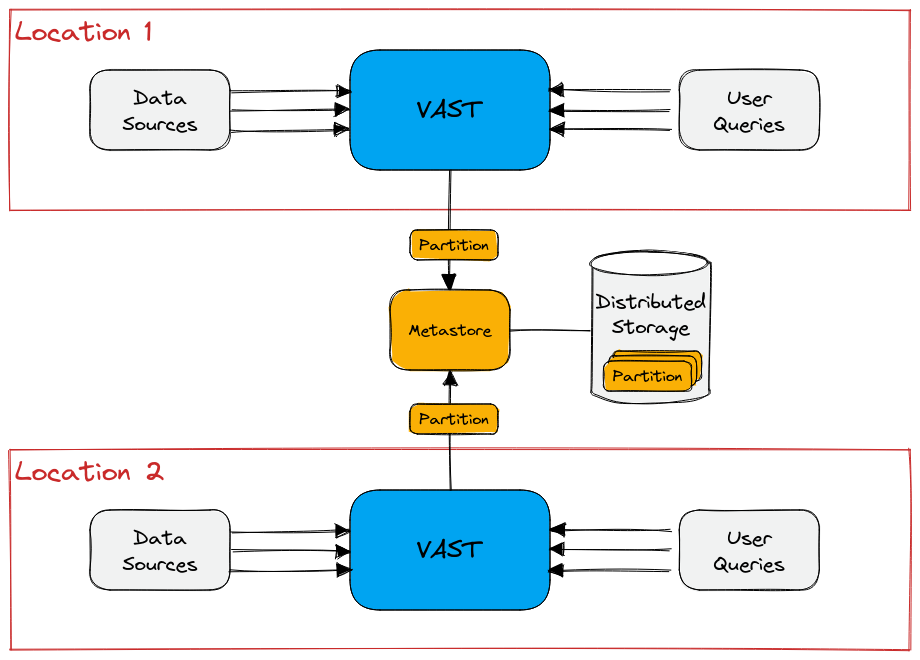 Location 1
Data
Sources
VAST
User
Queries
Partition
Metastore
Distributed
Storage
Partition
Partition
Location 2
Data
Sources
VAST
User
Queries